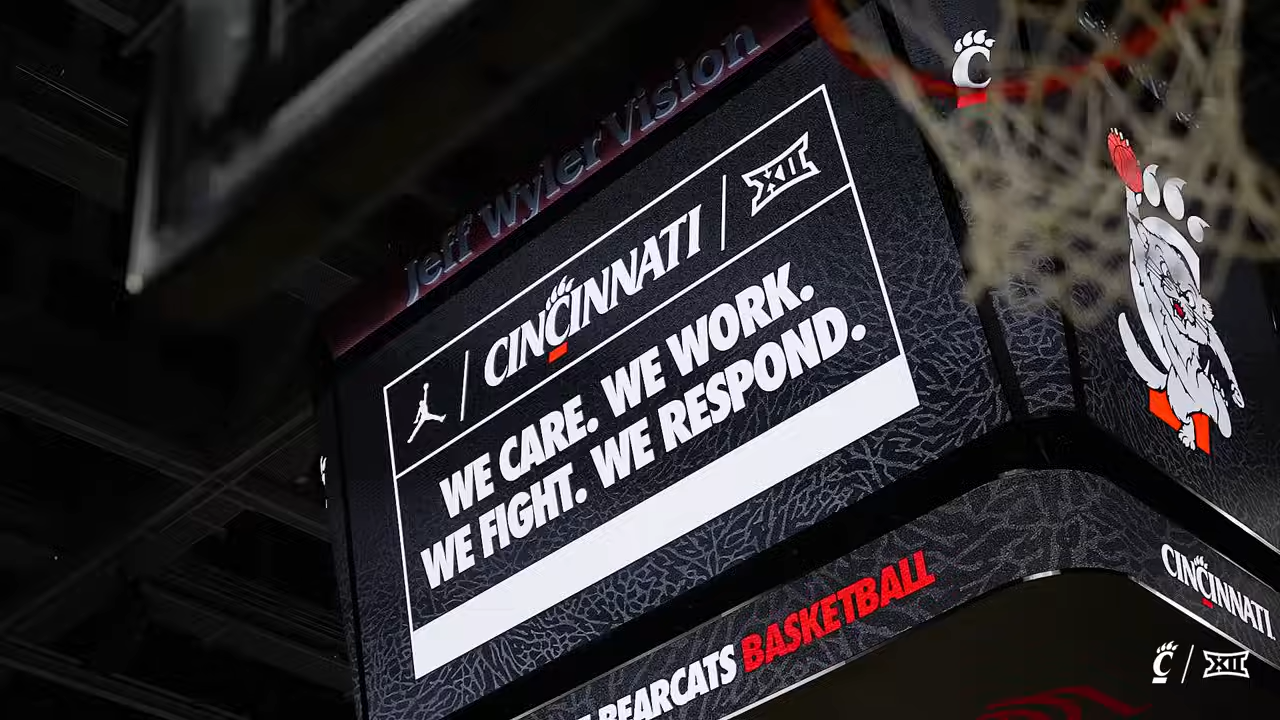 Jeff Wyler Vision
CINCINNATI XII
WE CARE. WE WORK.
WE FIGHT. WE RESPOND.
BEARCATS BASKETBALL
CINCINNATI
C
C XII